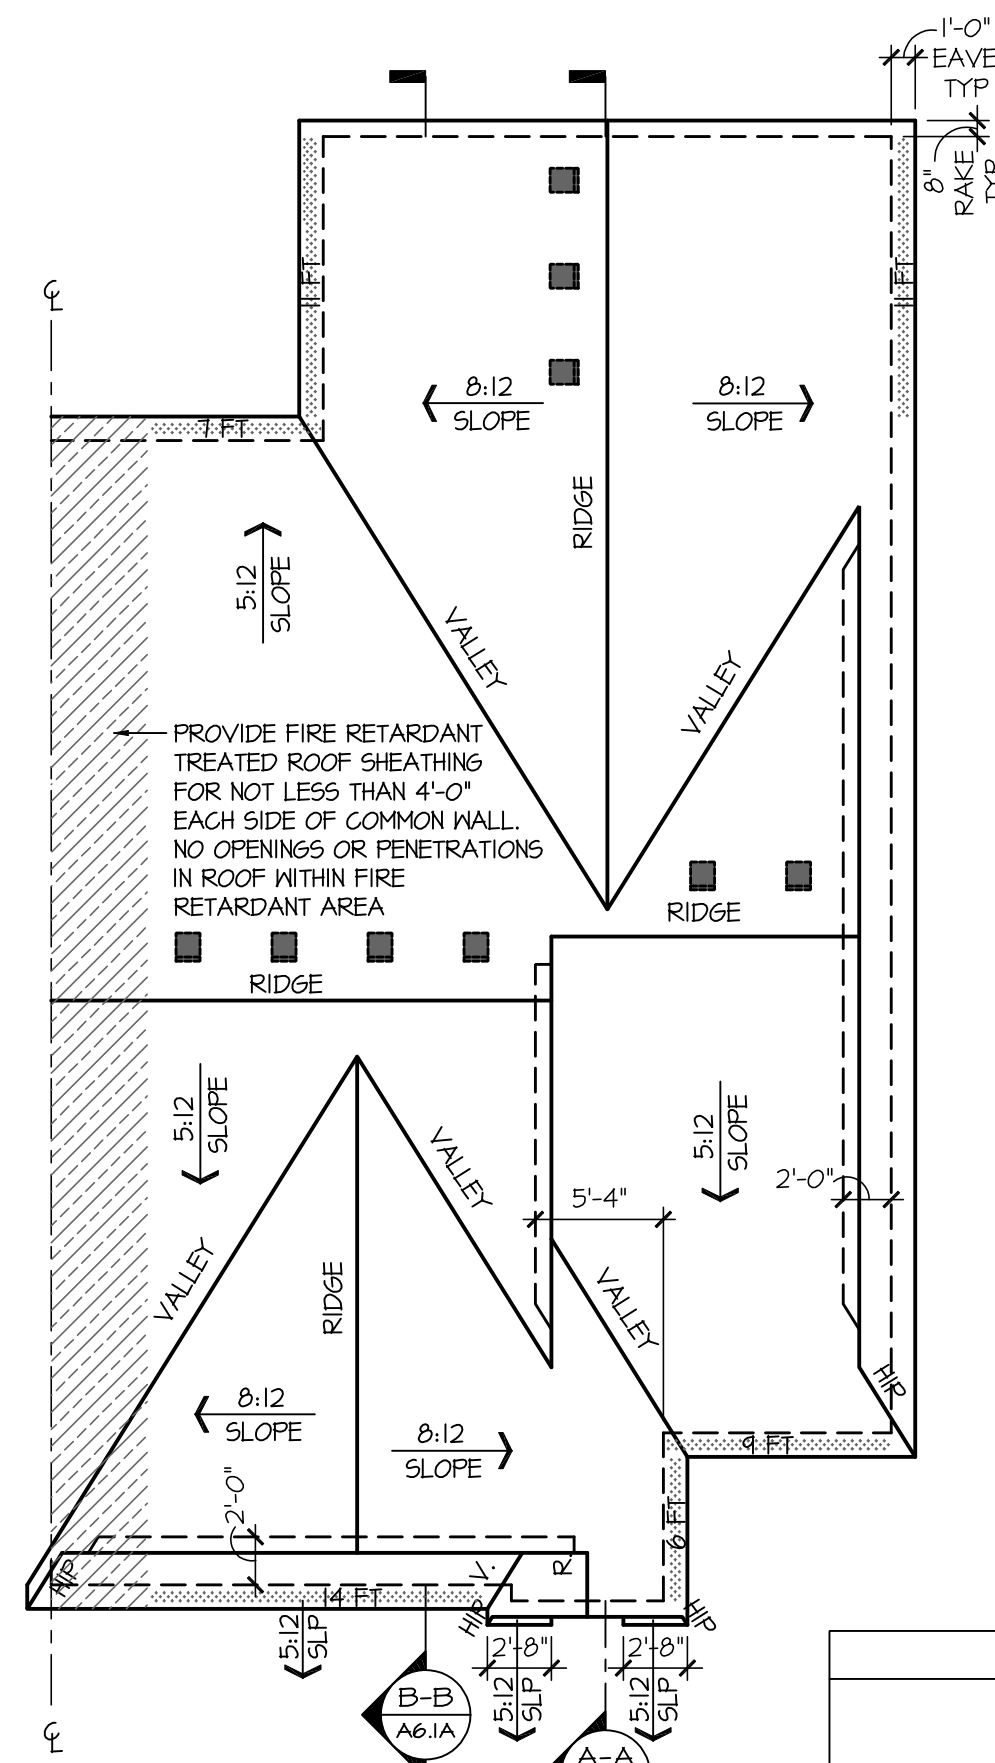 1'-0"
EAVE
TYP
8"
RAKE
TYP
11 FT
11 FT
℄
8:12
SLOPE
8:12
SLOPE
7 FT
RIDGE
5:12
SLOPE
VALLEY
VALLEY
PROVIDE FIRE RETARDANT
TREATED ROOF SHEATHING
FOR NOT LESS THAN 4'-0"
EACH SIDE OF COMMON WALL.
NO OPENINGS OR PENETRATIONS
IN ROOF WITHIN FIRE
RETARDANT AREA
RIDGE
RIDGE
5:12
SLOPE
5:12
SLOPE
VALLEY
2'-0"
5'-4"
VALLEY
RIDGE
VALLEY
HIP
8:12
SLOPE
8:12
SLOPE
9 FT
2'-0"
6 FT
HIP
V.
R.
14 FT
HIP
HIP
5:12
SLP
2'-8"
2'-8"
5:12
SLP
5:12
SLP
B-B
A6.1A
A-A
℄